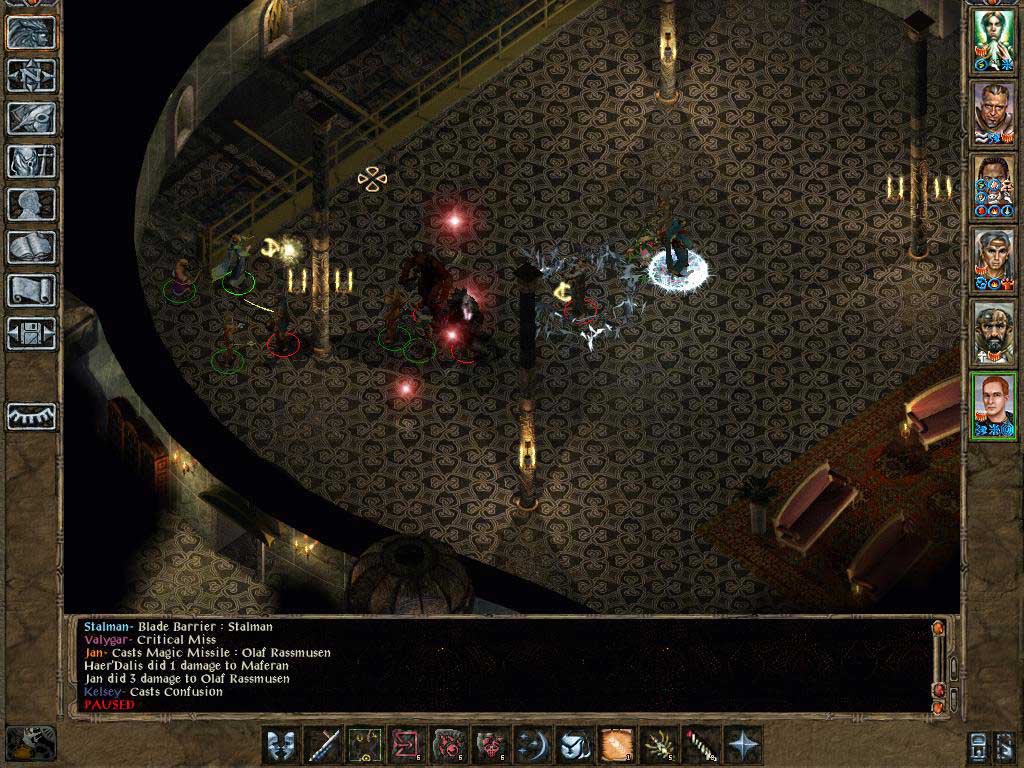 Stalman- Blade Barrier : Stalman
Valygar- Critical Miss
Jan- Casts Magic Missile : Olaf Rassmusen
Haer'Dalis did 1 damage to Maferan
Jan did 3 damage to Olaf Rassmusen
Kelsey- Casts Confusion
PAUSED